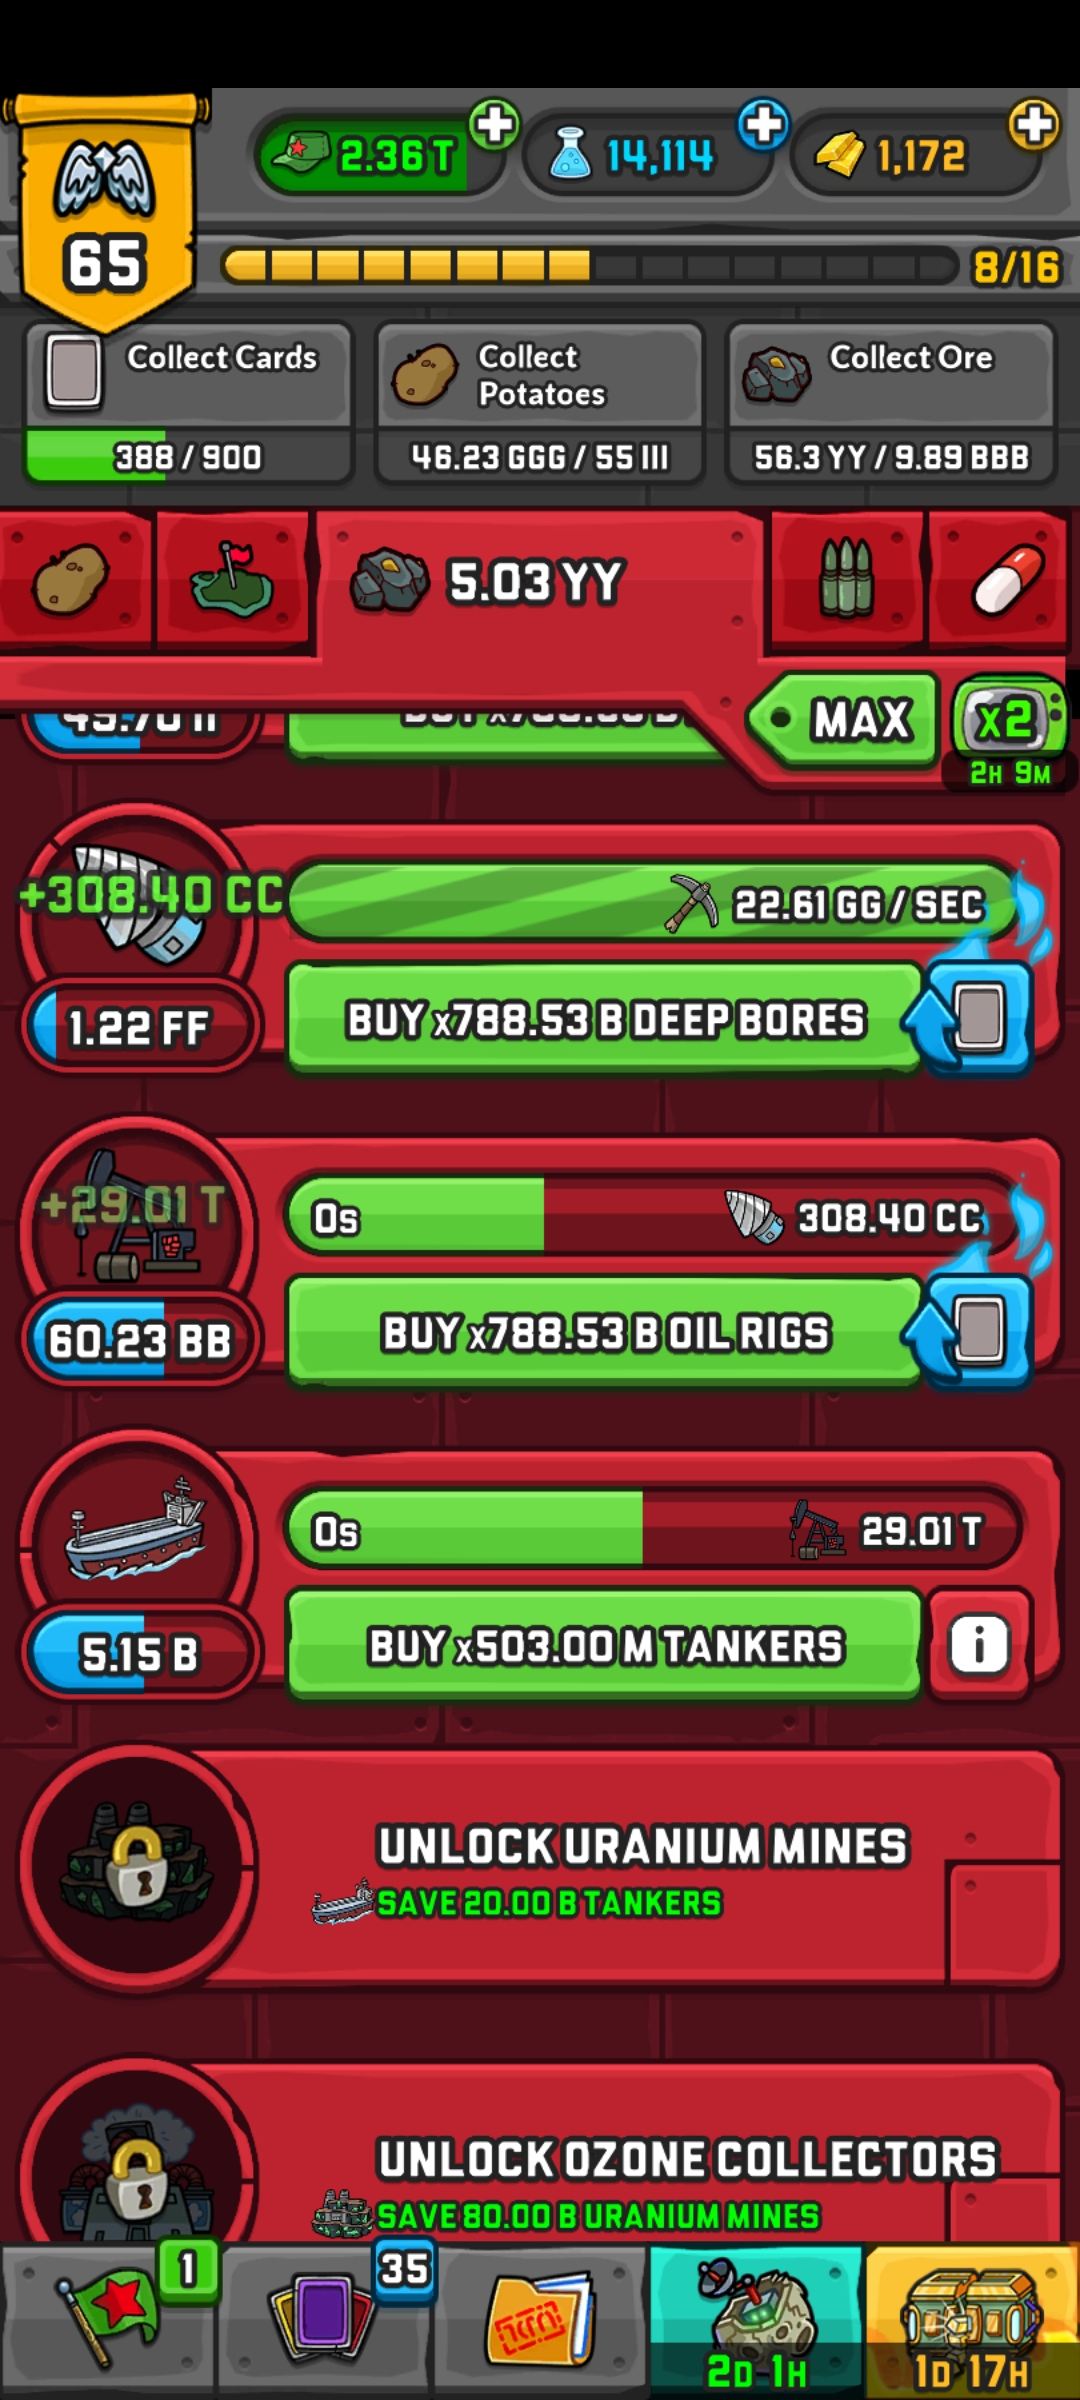 2.36 T
14,114
1,172
65
8/16
Collect Cards
388 / 900
Collect
Potatoes
46.23 GGG / 55 III
Collect Ore
56.3 YY / 9.89 BBB
5.03 YY
MAX
x2
2H 9M
+308.40 CC
22.61 GG / SEC
1.22 FF
BUY x788.53 B DEEP BORES
+29.01 T
0s
308.40 CC
60.23 BB
BUY x788.53 B OIL RIGS
0s
29.01 T
5.15 B
BUY x503.00 M TANKERS
i
UNLOCK URANIUM MINES
SAVE 20.00 B TANKERS
UNLOCK OZONE COLLECTORS
SAVE 80.00 B URANIUM MINES
1
35
2D 1H
1D 17H